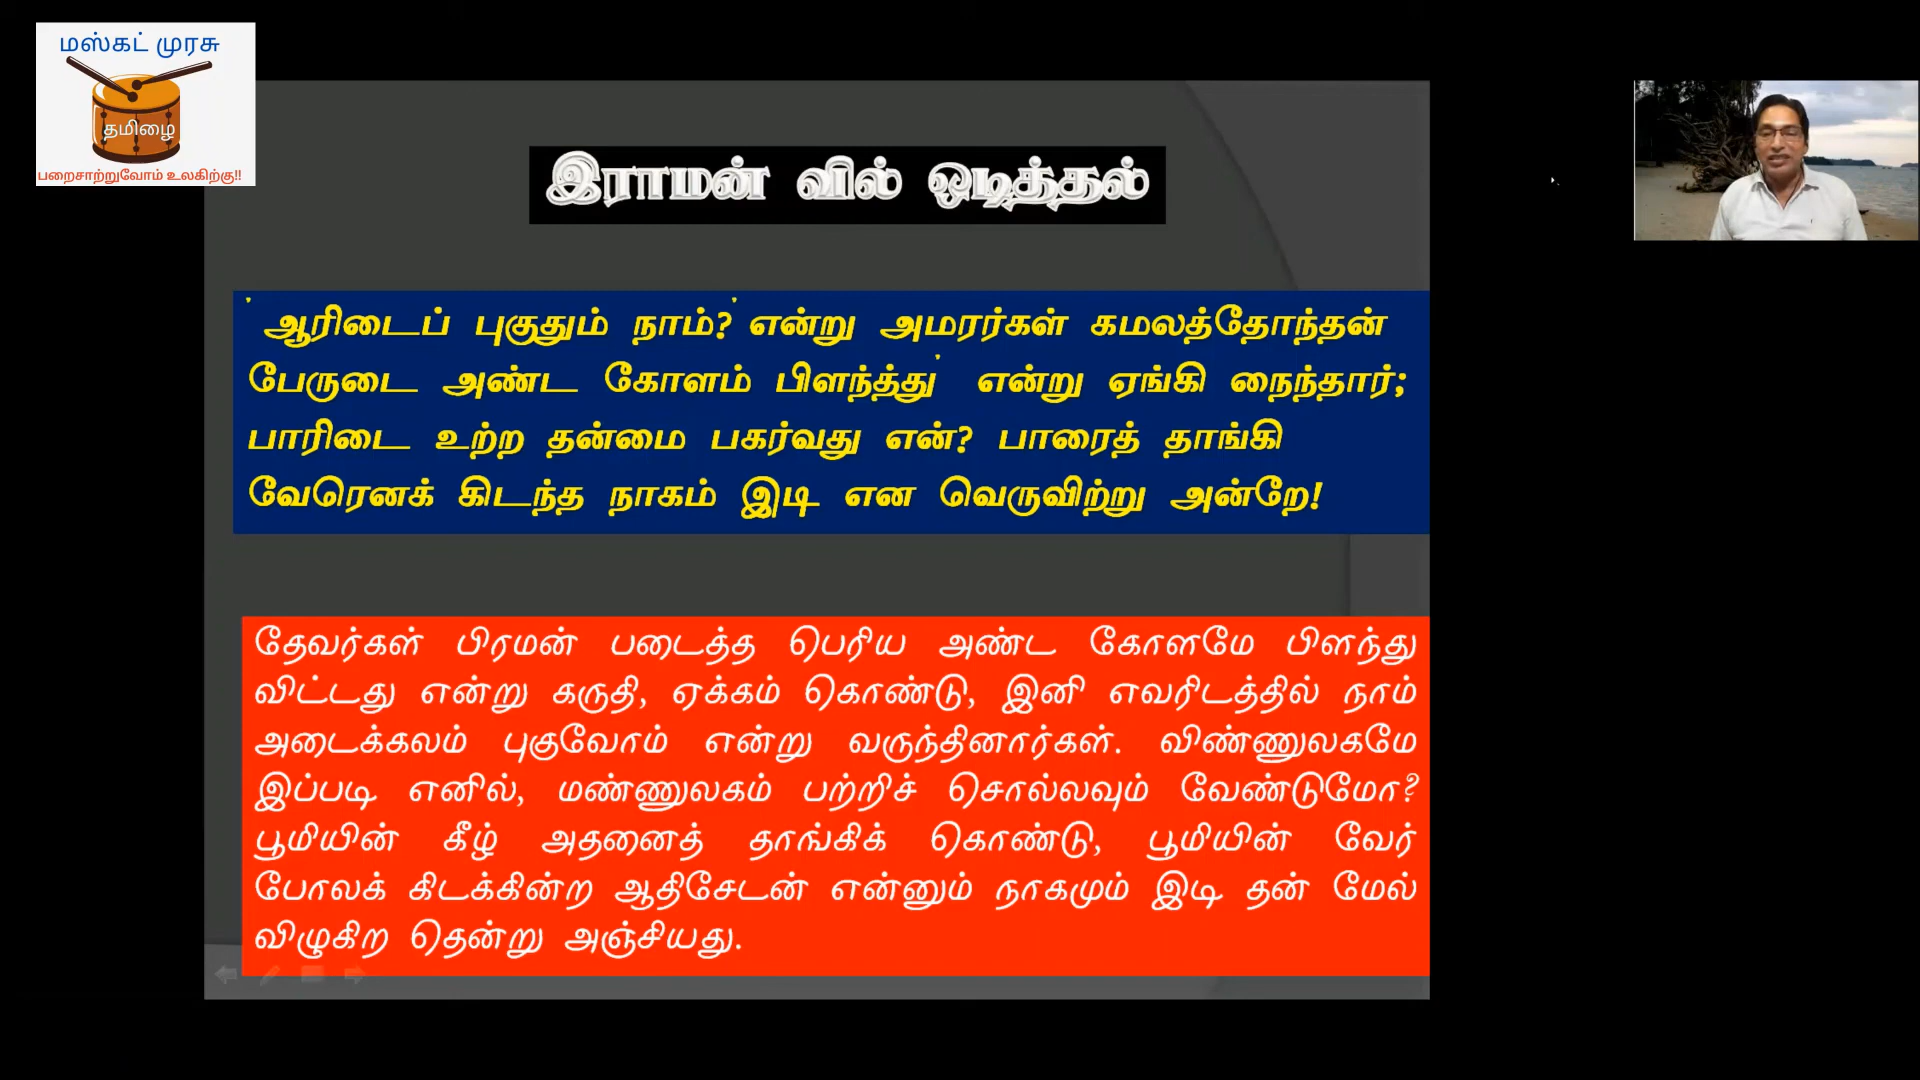 மஸ்கட் முரசு
தமிழை
பறைசாற்றுவோம் உலகிற்கு!!
இராமன் வில் ஒடித்தல்
'ஆரிடைப் புகுதும் நாம்?' என்று அமரர்கள் கமலத்தோந்தன்
பேருடை அண்ட கோளம் பிளந்த்து' என்று ஏங்கி நைந்தார்;
பாரிடை உற்ற தன்மை பகர்வது என்? பாரைத் தாங்கி
வேரெனக் கிடந்த நாகம் இடி என வெருவிற்று அன்றே!
தேவர்கள் பிரமன் படைத்த பெரிய அண்ட கோளமே பிளந்து
விட்டது என்று கருதி, ஏக்கம் கொண்டு, இனி எவரிடத்தில் நாம்
அடைக்கலம் புகுவோம் என்று வருந்தினார்கள். விண்ணுலகமே
இப்படி எனில், மண்ணுலகம் பற்றிச் சொல்லவும் வேண்டுமோ?
பூமியின் கீழ் அதனைத் தாங்கிக் கொண்டு, பூமியின் வேர்
போலக் கிடக்கின்ற ஆதிசேடன் என்னும் நாகமும் இடி தன் மேல்
விழுகிற தென்று அஞ்சியது.